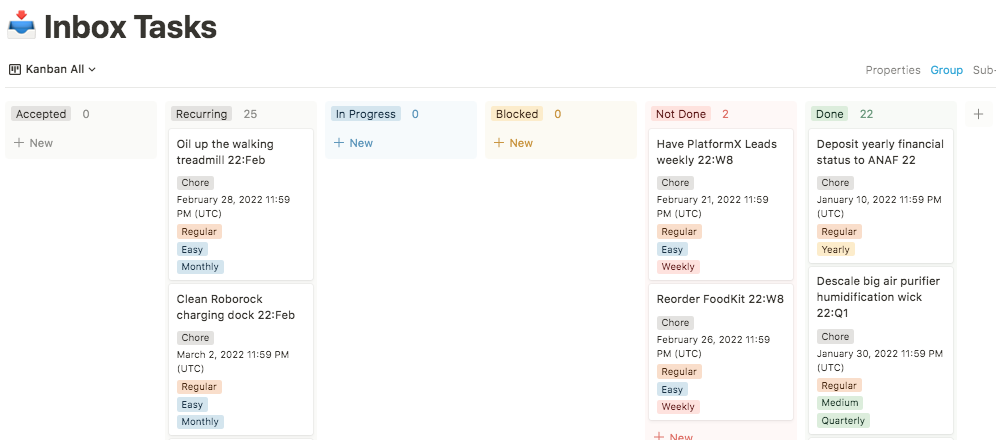 Inbox Tasks
Kanban All
Properties Group Sub-
Accepted 0
+ New
Recurring 25
Oil up the walking
treadmill 22:Feb
Chore
February 28, 2022 11:59
PM (UTC)
Regular
Easy
Monthly
Clean Roborock
charging dock 22:Feb
Chore
March 2, 2022 11:59 PM
(UTC)
Regular
Easy
Monthly
In Progress 0
+ New
Blocked 0
+ New
Not Done 2
Have PlatformX Leads
weekly 22:W8
Chore
February 21, 2022 11:59
PM (UTC)
Regular
Easy
Weekly
Reorder FoodKit 22:W8
Chore
February 26, 2022 11:59
PM (UTC)
Regular
Easy
Weekly
+ New
Done 22
Deposit yearly financial
status to ANAF 22
Chore
January 10, 2022 11:59 PM
(UTC)
Regular
Yearly
Descale big air purifier
humidification wick
22:Q1
Chore
January 30, 2022 11:59 PM
(UTC)
Regular
Medium
Quarterly
+